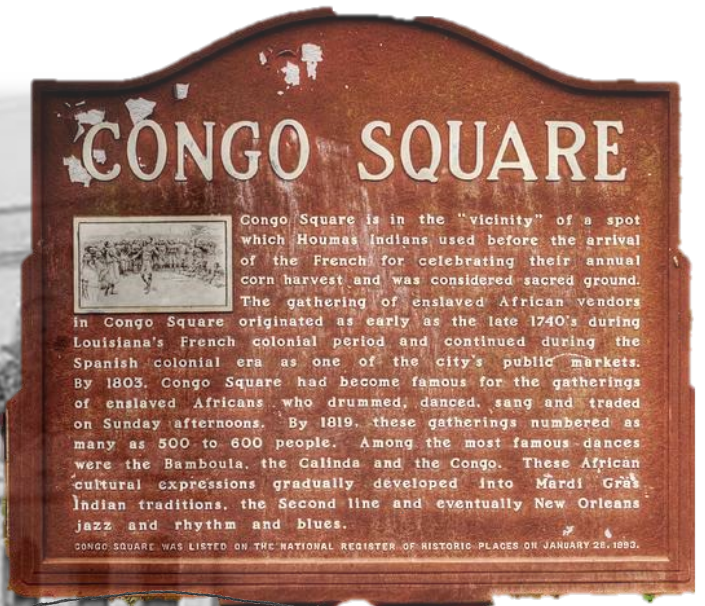 CONGO SQUARE
Congo Square is in the "vicinity" of a spot
which Houmas Indians used before the arrival
of the French for celebrating their annual
corn harvest and was considered sacred ground.
The gathering of enslaved African vendors
in Congo Square originated as early as the late 1740's during
Louisiana's French colonial period and continued during the
Spanish colonial era as one of the city's public markets.
By 1803, Congo Square had become famous for the gatherings
of enslaved Africans who drummed, danced, sang and traded
on Sunday afternoons. By 1819, these gatherings numbered as
many as 500 to 600 people. Among the most famous dances
were the Bamboula, the Calinda and the Congo. These African
cultural expressions gradually developed into Mardi Gras
Indian traditions, the Second line and eventually New Orleans
jazz and rhythm and blues.
CONGO SQUARE WAS LISTED ON THE NATIONAL REGISTER OF HISTORIC PLACES ON JANUARY 28, 1993.